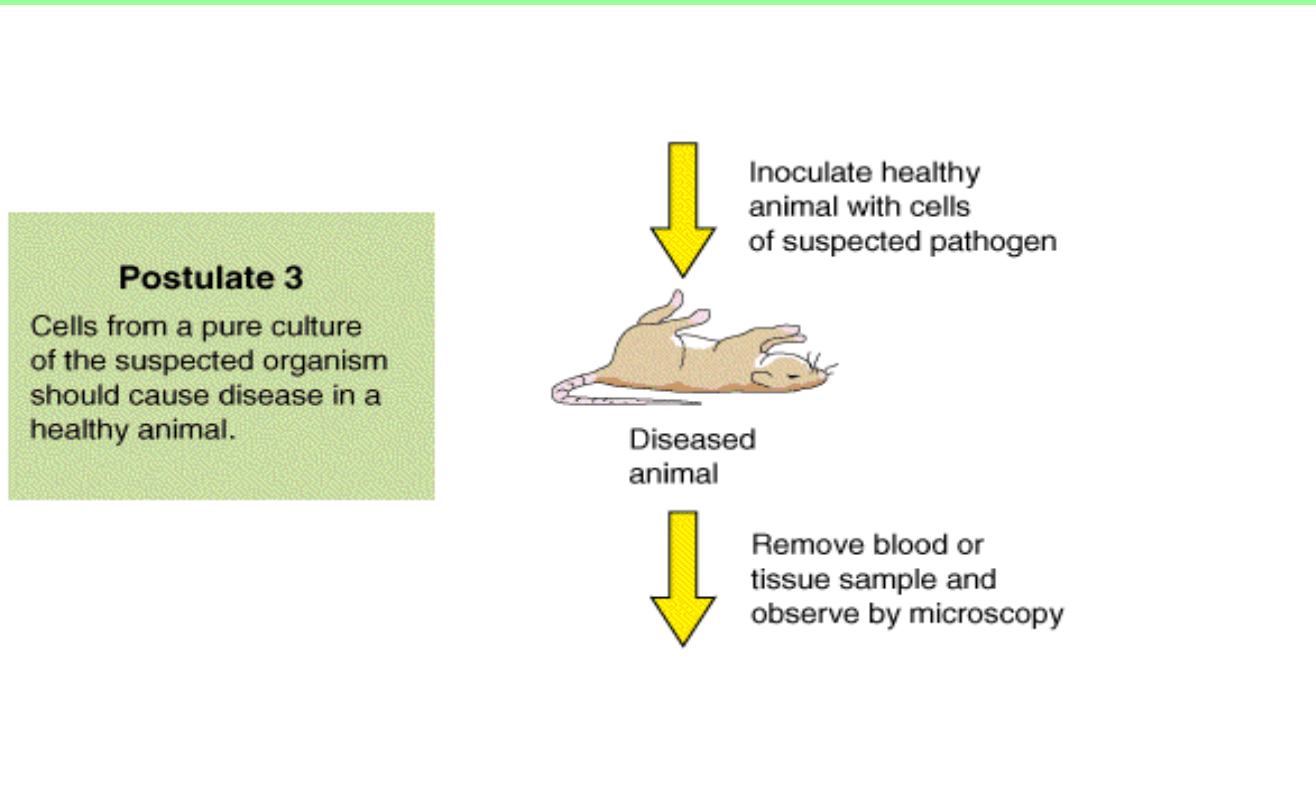 Postulate 3
Cells from a pure culture
of the suspected organism
should cause disease in a
healthy animal.
Inoculate healthy
animal with cells
of suspected pathogen
Diseased
animal
Remove blood or
tissue sample and
observe by microscopy